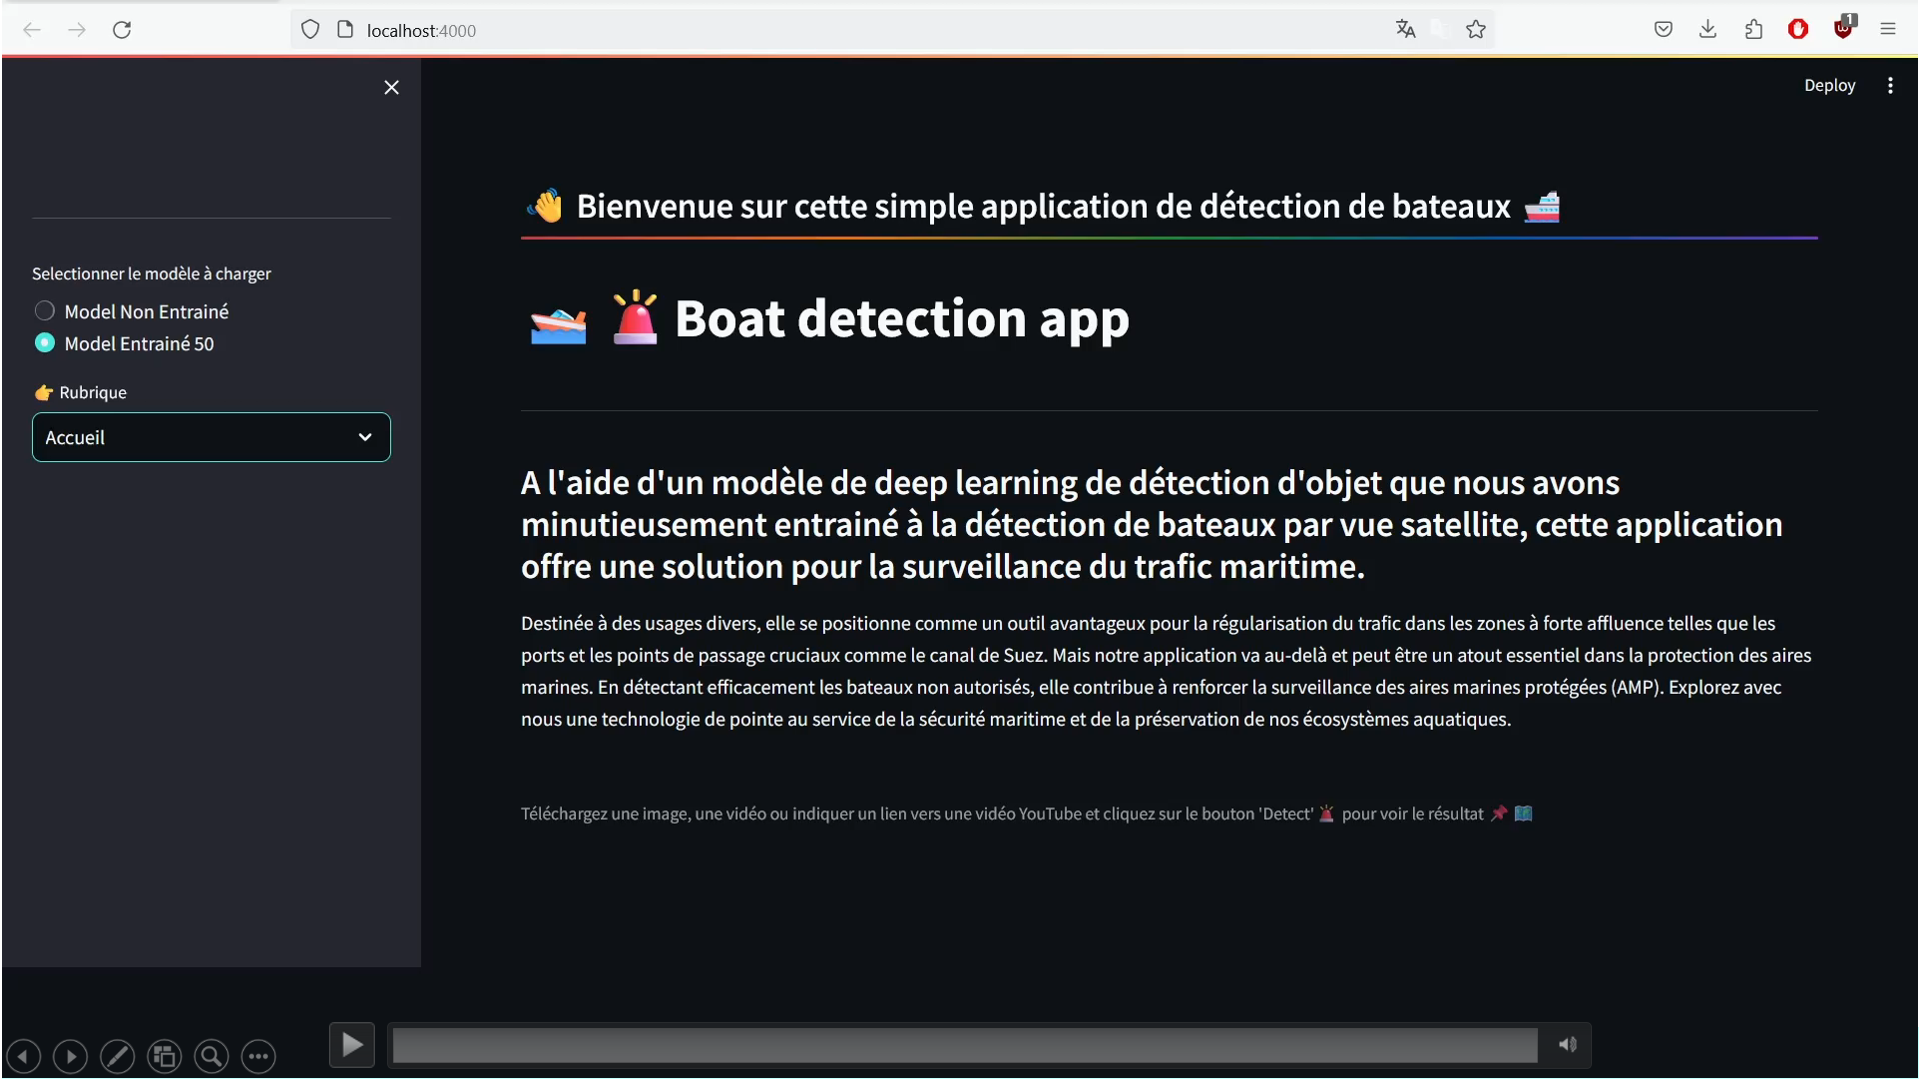 localhost:4000
1
Deploy
Selectionner le modèle à charger
Model Non Entrainé
Model Entrainé 50
👉 Rubrique
Accueil
👋 Bienvenue sur cette simple application de détection de bateaux 🛳️
🚤 🚨 Boat detection app
A l'aide d'un modèle de deep learning de détection d'objet que nous avons
minutieusement entrainé à la détection de bateaux par vue satellite, cette application
offre une solution pour la surveillance du trafic maritime.
Destinée à des usages divers, elle se positionne comme un outil avantageux pour la régularisation du trafic dans les zones à forte affluence telles que les
ports et les points de passage cruciaux comme le canal de Suez. Mais notre application va au-delà et peut être un atout essentiel dans la protection des aires
marines. En détectant efficacement les bateaux non autorisés, elle contribue à renforcer la surveillance des aires marines protégées (AMP). Explorez avec
nous une technologie de pointe au service de la sécurité maritime et de la préservation de nos écosystèmes aquatiques.
Téléchargez une image, une vidéo ou indiquer un lien vers une vidéo YouTube et cliquez sur le bouton 'Detect' 🚨 pour voir le résultat 📌 🗺️